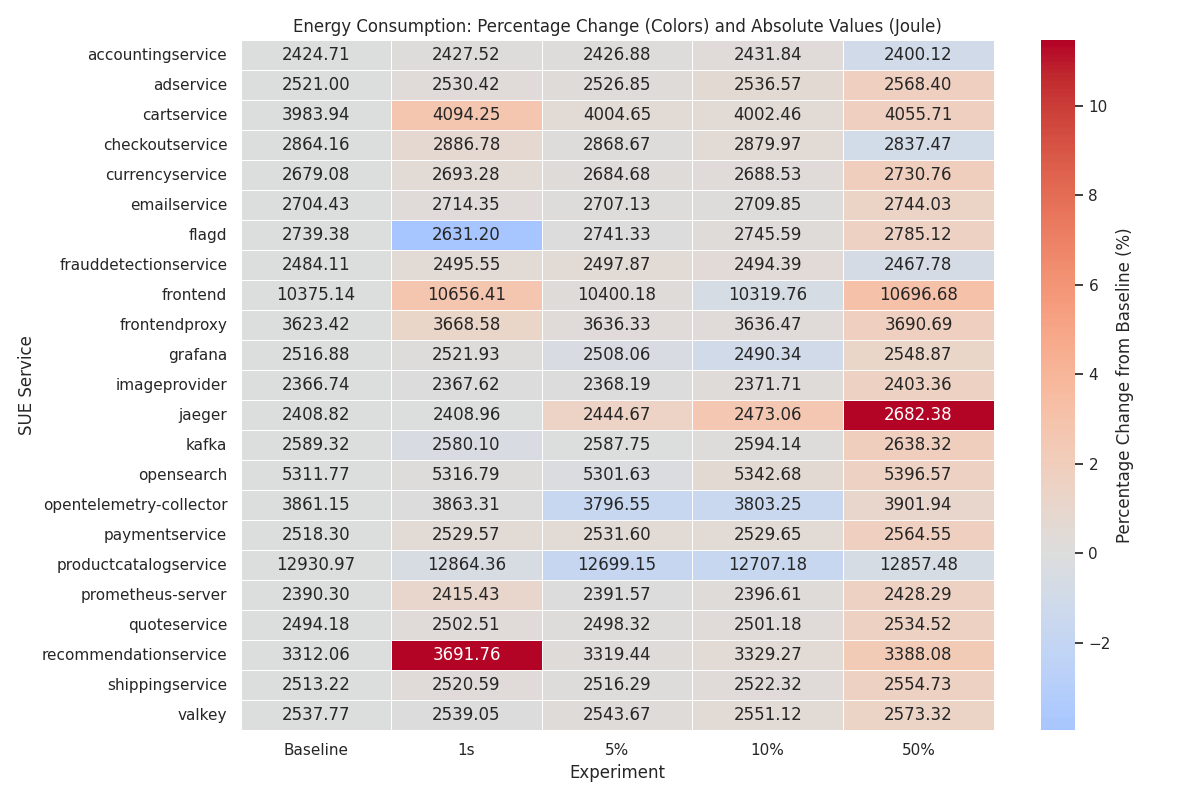 Energy Consumption: Percentage Change (Colors) and Absolute Values (Joule)
accountingservice 2424.71 2427.52 2426.88 2431.84 2400.12
adservice 2521.00 2530.42 2526.85 2536.57 2568.40
cartservice 3983.94 4094.25 4004.65 4002.46 4055.71
checkoutservice 2864.16 2886.78 2868.67 2879.97 2837.47
currencyservice 2679.08 2693.28 2684.68 2688.53 2730.76
emailservice 2704.43 2714.35 2707.13 2709.85 2744.03
flagd 2739.38 2631.20 2741.33 2745.59 2785.12
frauddetectionservice 2484.11 2495.55 2497.87 2494.39 2467.78
frontend 10375.14 10656.41 10400.18 10319.76 10696.68
frontendproxy 3623.42 3668.58 3636.33 3636.47 3690.69
grafana 2516.88 2521.93 2508.06 2490.34 2548.87
imageprovider 2366.74 2367.62 2368.19 2371.71 2403.36
jaeger 2408.82 2408.96 2444.67 2473.06 2682.38
kafka 2589.32 2580.10 2587.75 2594.14 2638.32
opensearch 5311.77 5316.79 5301.63 5342.68 5396.57
opentelemetry-collector 3861.15 3863.31 3796.55 3803.25 3901.94
paymentservice 2518.30 2529.57 2531.60 2529.65 2564.55
productcatalogservice 12930.97 12864.36 12699.15 12707.18 12857.48
prometheus-server 2390.30 2415.43 2391.57 2396.61 2428.29
quoteservice 2494.18 2502.51 2498.32 2501.18 2534.52
recommendationservice 3312.06 3691.76 3319.44 3329.27 3388.08
shippingservice 2513.22 2520.59 2516.29 2522.32 2554.73
valkey 2537.77 2539.05 2543.67 2551.12 2573.32
Baseline 1s 5% 10% 50%
Experiment
SUE Service
10
8
6
4
2
0
−2
Percentage Change from Baseline (%)